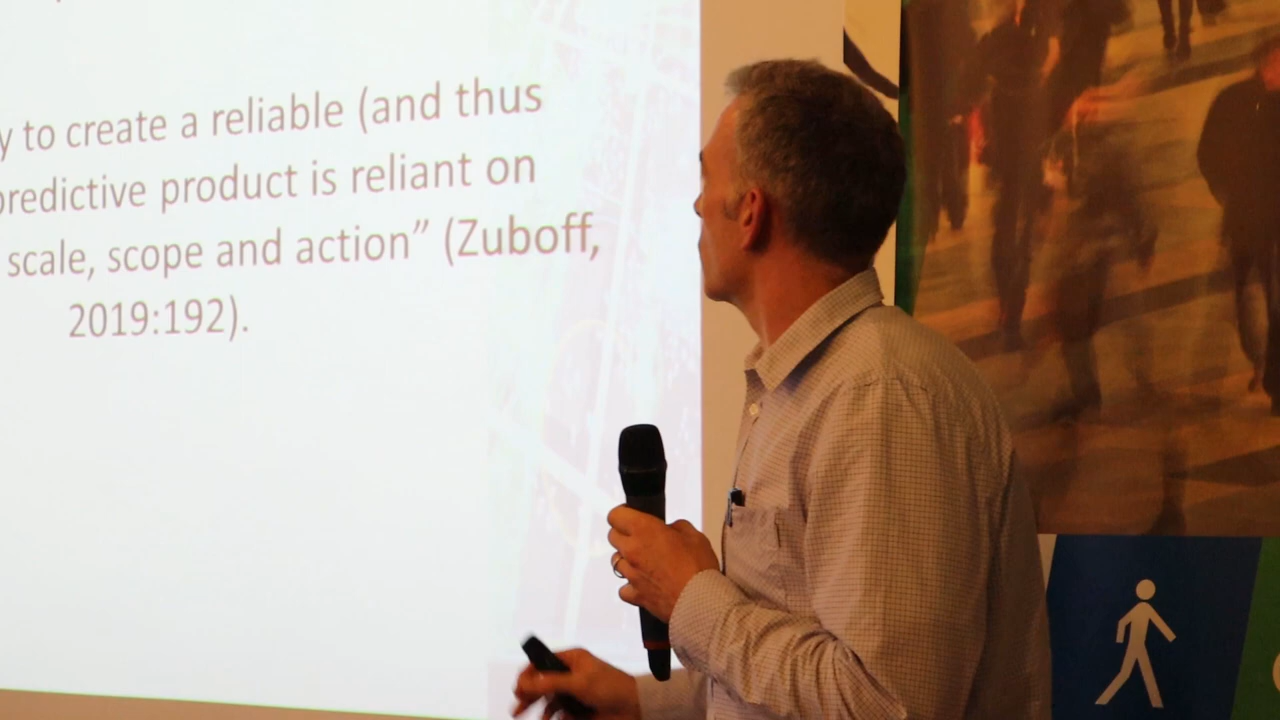 y to create a reliable (and thus
predictive product is reliant on
scale, scope and action” (Zuboff,
2019:192).